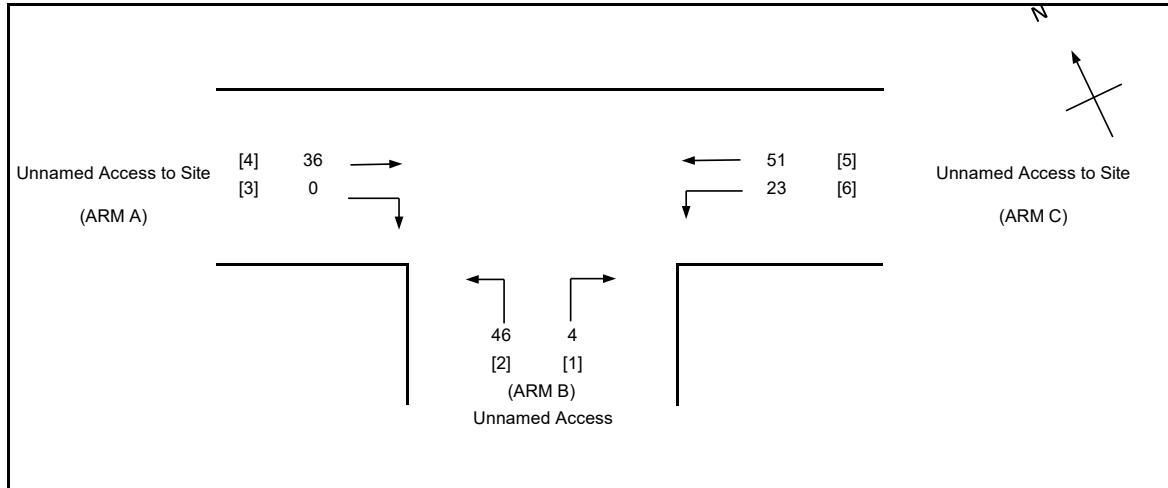 N
Unnamed Access to Site
(ARM A)
[4] 36
[3] 0
51 [5]
23 [6]
Unnamed Access to Site
(ARM C)
46 4
[2] [1]
(ARM B)
Unnamed Access